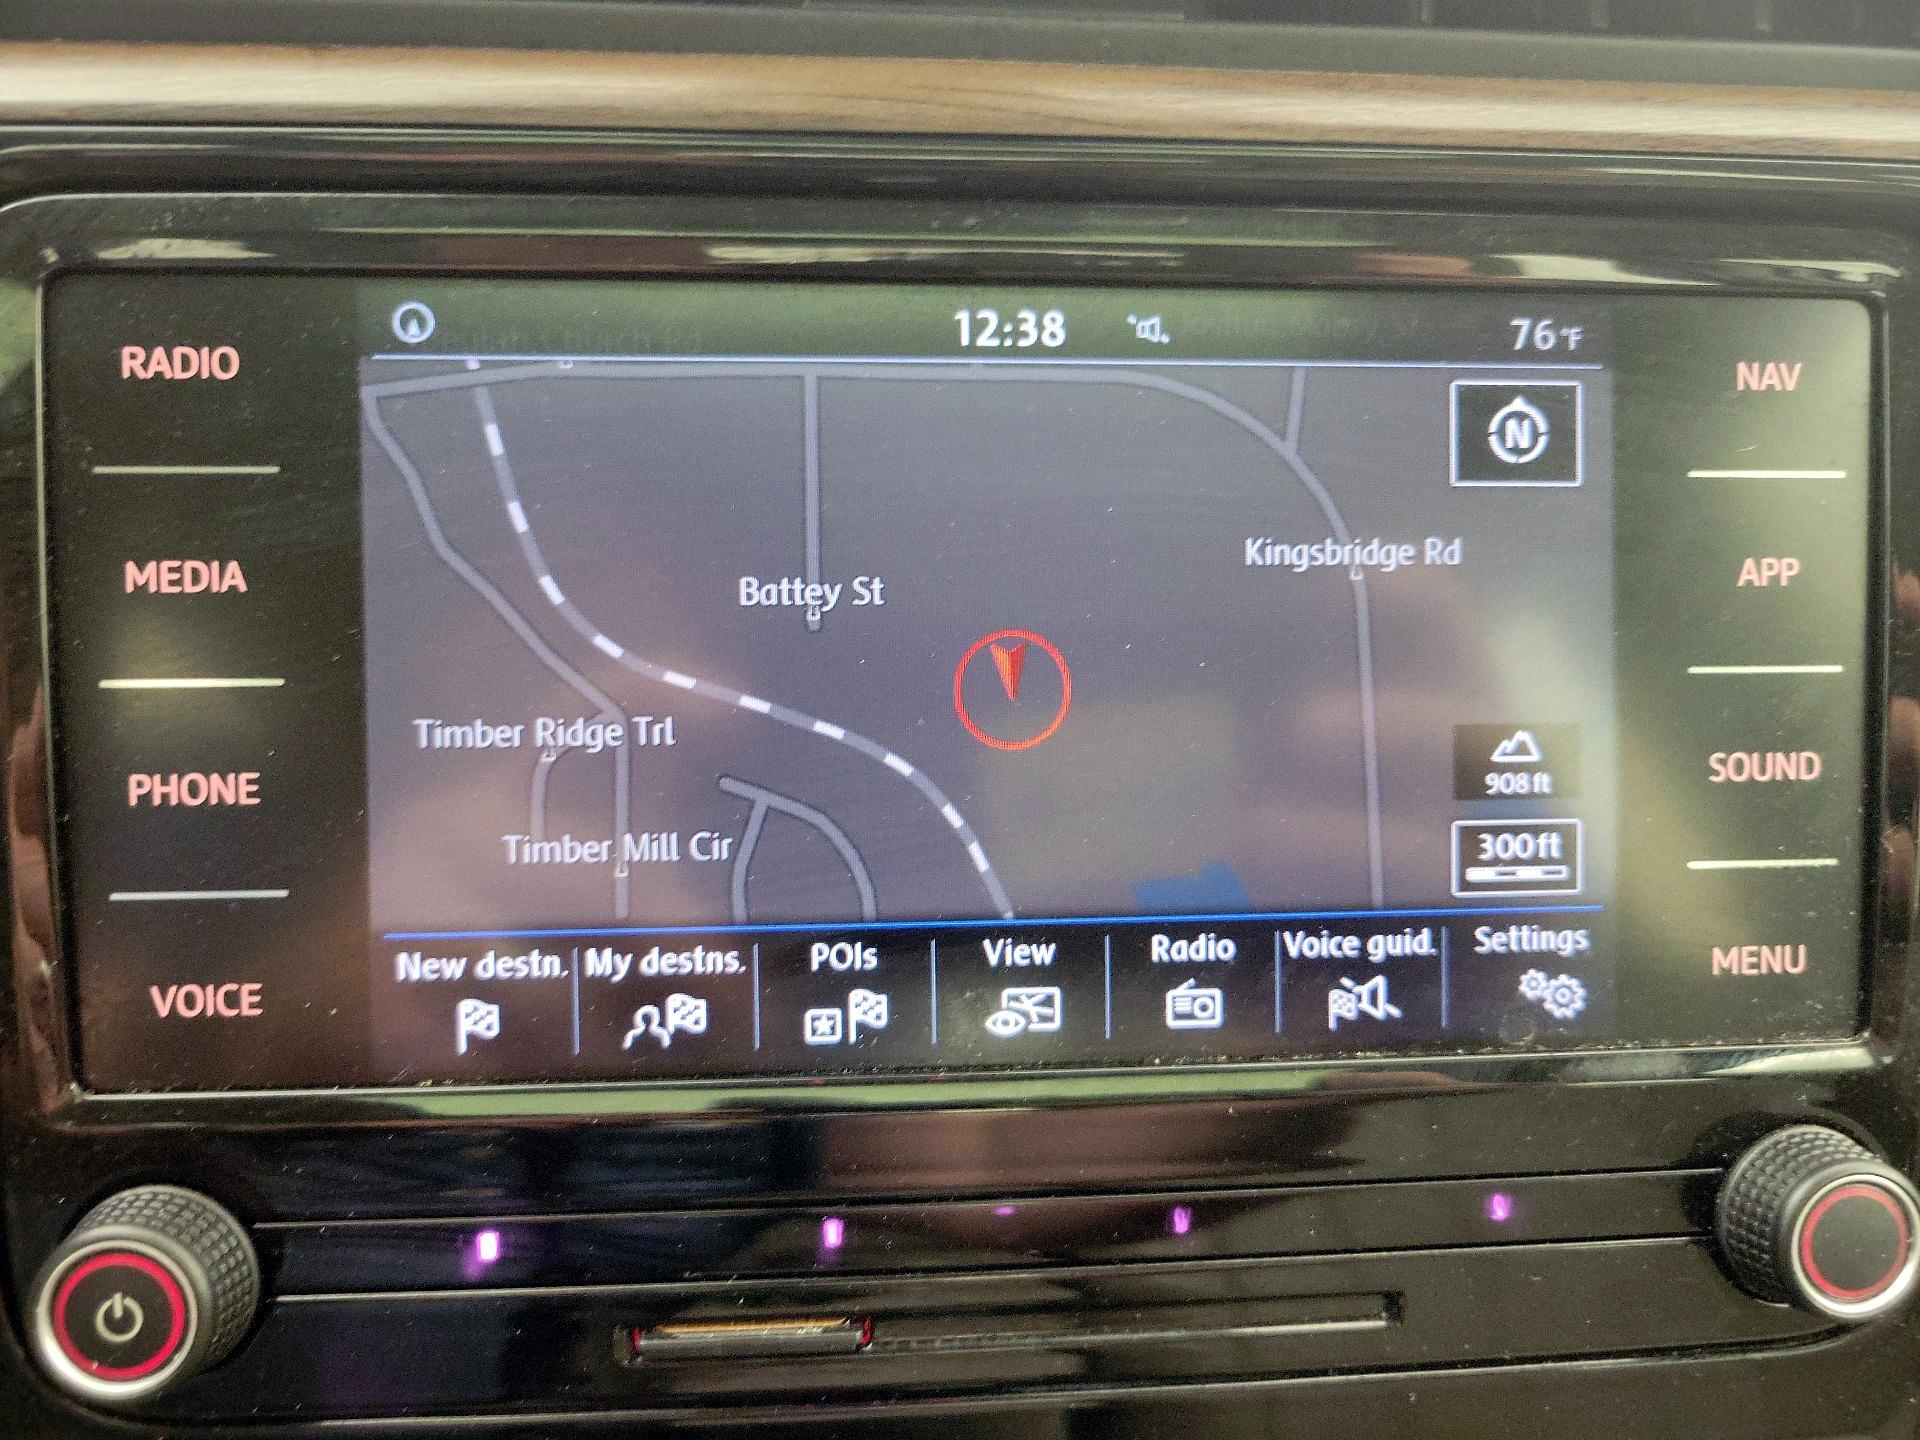 12:38
76°F
RADIO
MEDIA
PHONE
VOICE
N
Kingsbridge Rd
Battey St
Timber Ridge Trl
Timber Mill Cir
908 ft
300 ft
New destn.
My destns.
POIs
View
Radio
Voice guid.
Settings
NAV
APP
SOUND
MENU